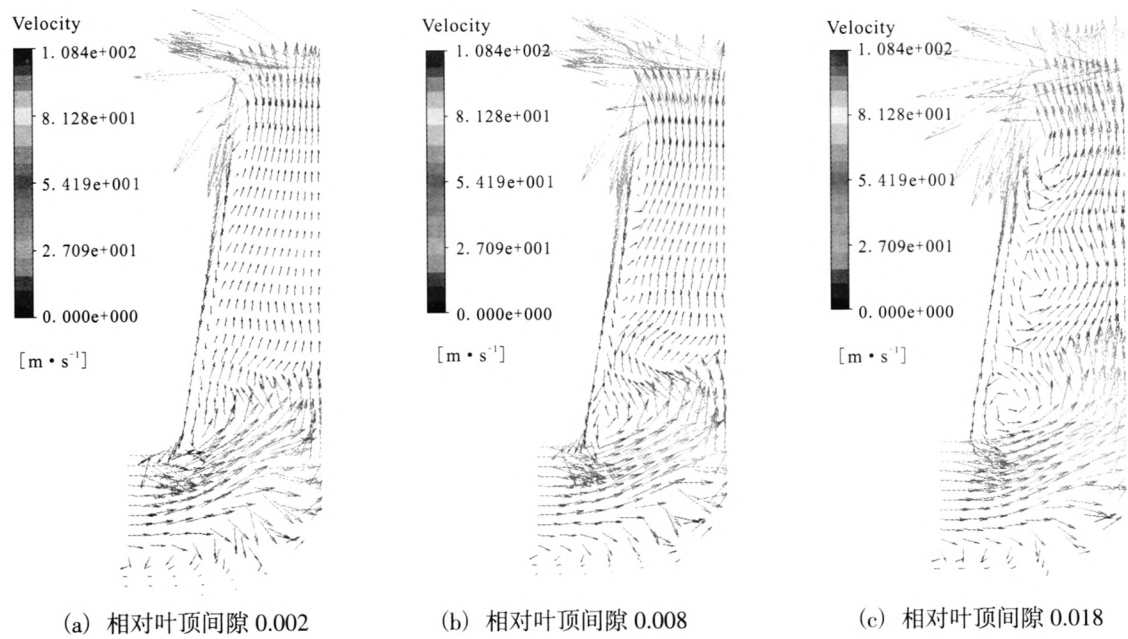 Velocity
1. 084e+002
8. 128e+001
5. 419e+001
2. 709e+001
0. 000e+000
[m·s⁻¹]
(a) 相对叶顶间隙 0.002
Velocity
1. 084e+002
8. 128e+001
5. 419e+001
2. 709e+001
0. 000e+000
[m·s⁻¹]
(b) 相对叶顶间隙 0.008
Velocity
1. 084e+002
8. 128e+001
5. 419e+001
2. 709e+001
0. 000e+000
[m·s⁻¹]
(c) 相对叶顶间隙 0.018